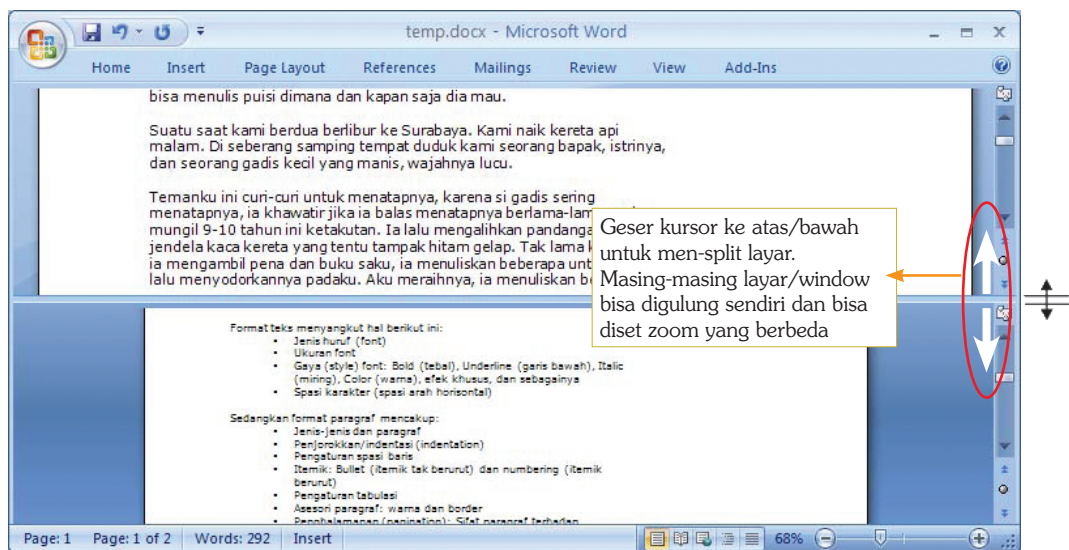 temp.docx - Microsoft Word
Home Insert Page Layout References Mailings Review View Add-Ins
bisa menulis puisi dimana dan kapan saja dia mau.
Suatu saat kami berdua berlibur ke Surabaya. Kami naik kereta api
malam. Di seberang samping tempat duduk kami seorang bapak, istrinya,
dan seorang gadis kecil yang manis, wajahnya lucu.
Temanku ini curi-curi untuk menatapnya, karena si gadis sering
menatapnya, ia khawatir jika ia balas menatapnya berlama-lam
mungil 9-10 tahun ini ketakutan. Ia lalu mengalihkan pandanga
jendela kaca kereta yang tentu tampak hitam gelap. Tak lama k
ia mengambil pena dan buku saku, ia menuliskan beberapa unt
lalu menyodorkannya padaku. Aku meraihnya, ia menuliskan be
Geser kursor ke atas/bawah
untuk men-split layar.
Masing-masing layar/window
bisa digulung sendiri dan bisa
diset zoom yang berbeda
Format teks menyangkut hal berikut ini:
• Jenis huruf (font)
• Ukuran font
• Gaya (style) font: Bold (tebal), Underline (garis bawah), Italic
(miring), Color (warna), efek khusus, dan sebagainya
• Spasi karakter (spasi arah horisontal)
Sedangkan format paragraf mencakup:
• Jenis-jenis dan paragraf
• Penjorokkan/indentasi (indentation)
• Pengaturan spasi baris
• Itemik: Bullet (itemik tak berurut) dan numbering (itemik
berurut)
• Pengaturan tabulasi
• Asesori paragraf: warna dan border
• Penghalamanan (pagination): Sifat paragraf terhadap
Page: 1 Page: 1 of 2 Words: 292 Insert 68%